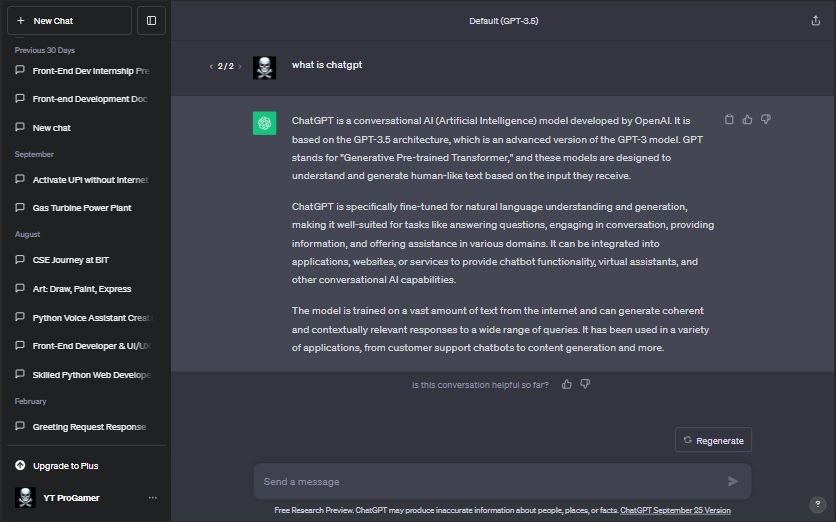 New Chat
Previous 30 Days
Front-End Dev Internship Pre
Front-end Development Doc
New chat
September
Activate UPI without Internet
Gas Turbine Power Plant
August
CSE Journey at BIT
Art: Draw, Paint, Express
Python Voice Assistant Creat
Front-End Developer & UI/UX
Skilled Python Web Develope
February
Greeting Request Response
Upgrade to Plus
YT ProGamer
Default (GPT-3.5)
2 / 2
what is chatgpt
ChatGPT is a conversational AI (Artificial Intelligence) model developed by OpenAI. It is
based on the GPT-3.5 architecture, which is an advanced version of the GPT-3 model. GPT
stands for "Generative Pre-trained Transformer," and these models are designed to
understand and generate human-like text based on the input they receive.
ChatGPT is specifically fine-tuned for natural language understanding and generation,
making it well-suited for tasks like answering questions, engaging in conversation, providing
information, and offering assistance in various domains. It can be integrated into
applications, websites, or services to provide chatbot functionality, virtual assistants, and
other conversational AI capabilities.
The model is trained on a vast amount of text from the internet and can generate coherent
and contextually relevant responses to a wide range of queries. It has been used in a variety
of applications, from customer support chatbots to content generation and more.
Is this conversation helpful so far?
Regenerate
Send a message
Free Research Preview. ChatGPT may produce inaccurate information about people, places, or facts. ChatGPT September 25 Version
?